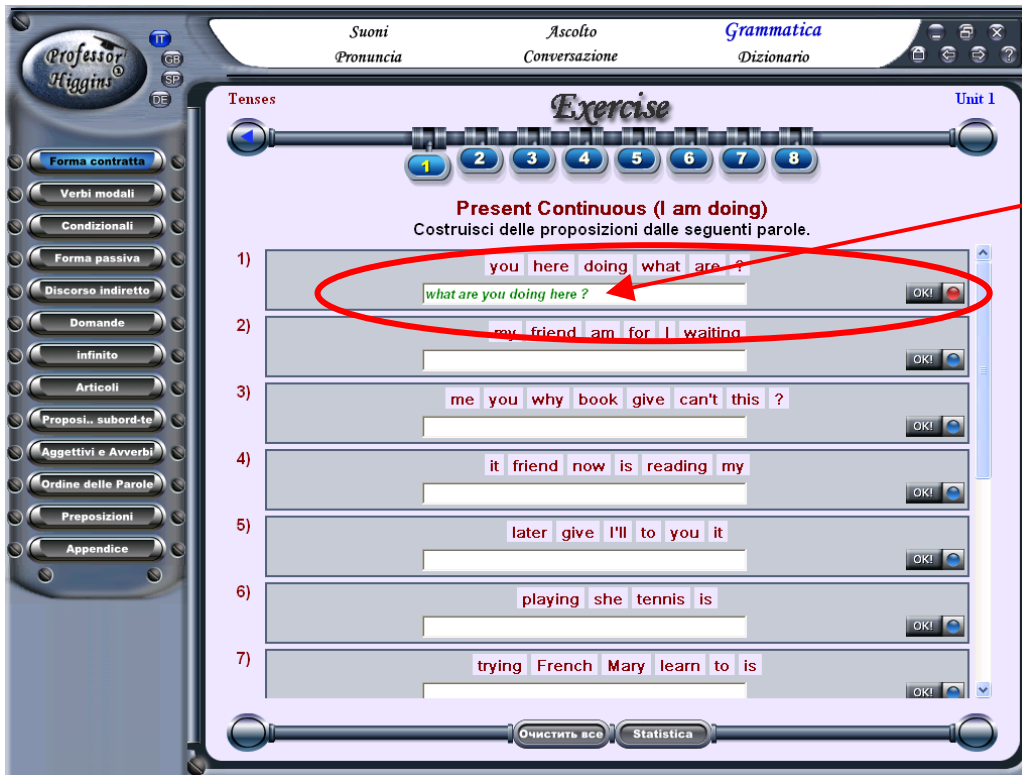 Professor
Higgins®
IT
GB
SP
DE
Suoni
Ascolto
Grammatica
Pronuncia
Conversazione
Dizionario
Tenses
Exercise
Unit 1
1 2 3 4 5 6 7 8
Forma contratta
Verbi modali
Condizionali
Forma passiva
Discorso indiretto
Domande
infinito
Articoli
Proposi.. subord-te
Aggettivi e Avverbi
Ordine delle Parole
Preposizioni
Appendice
Present Continuous (I am doing)
Costruisci delle proposizioni dalle seguenti parole.
1) you here doing what are ?
what are you doing here ? OK!
2) my friend am for I waiting
OK!
3) me you why book give can't this ?
OK!
4) it friend now is reading my
OK!
5) later give I'll to you it
OK!
6) playing she tennis is
OK!
7) trying French Mary learn to is
OK!
Очистить все Statistica